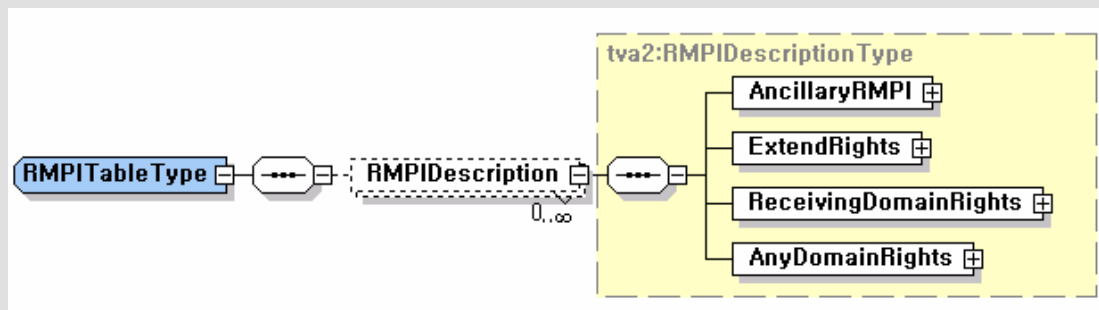 tva2:RMPIDescriptionType
AncillaryRMPI
ExtendRights
RMPITableType
RMPIDescription
0..∞
ReceivingDomainRights
AnyDomainRights